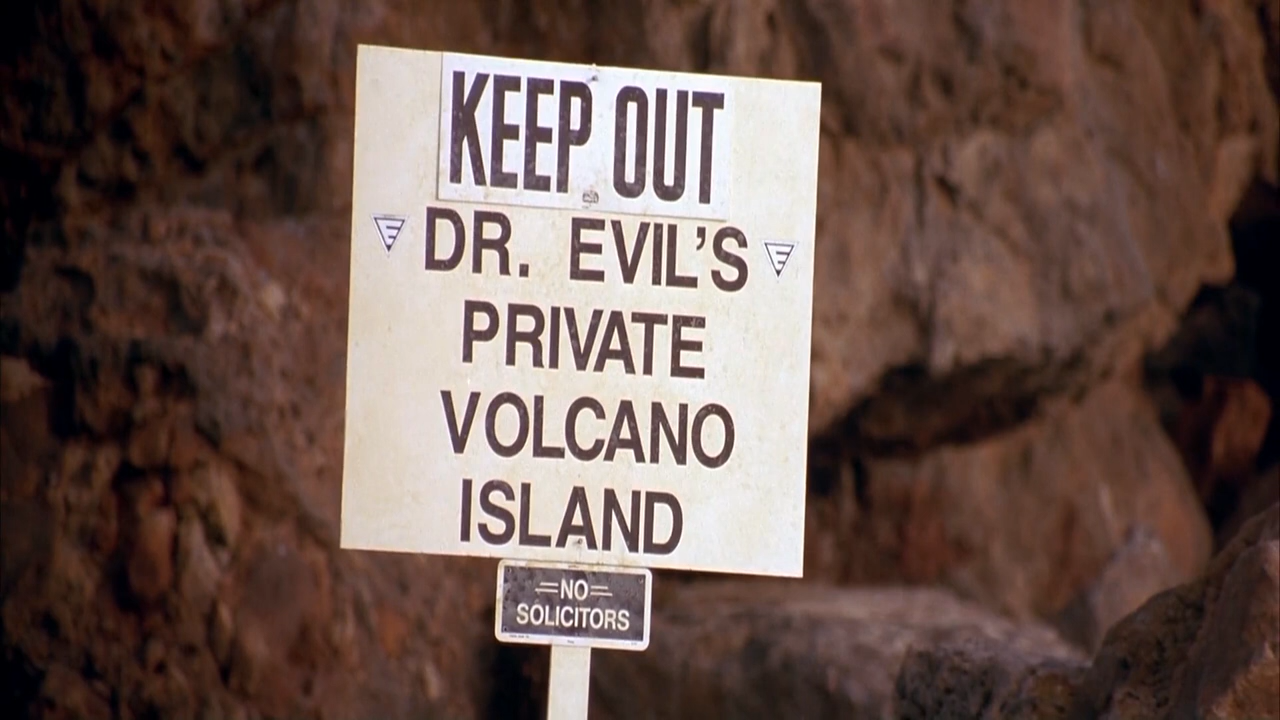 KEEP OUT
DR. EVIL'S
PRIVATE
VOLCANO
ISLAND
NO
SOLICITORS